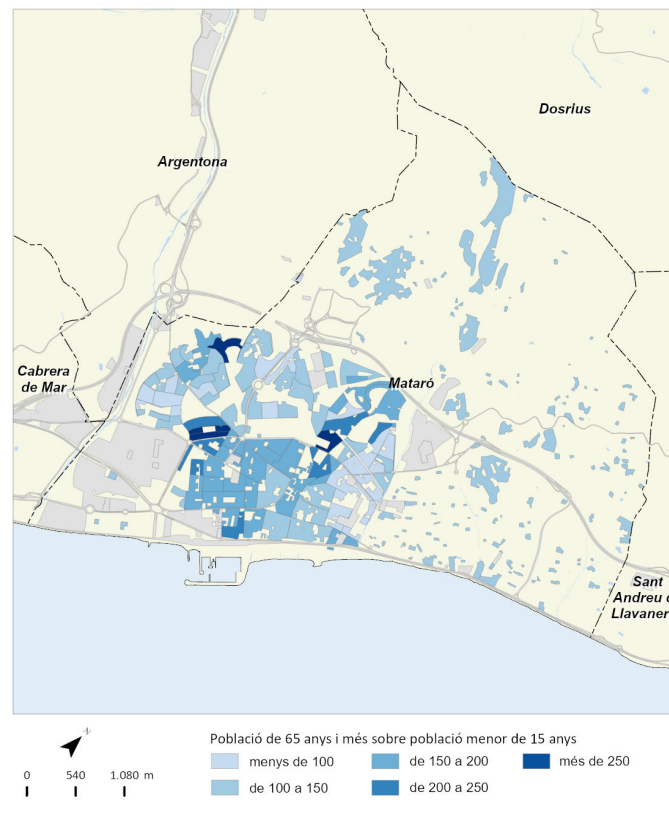 Dosrius
Argentona
Cabrera
de Mar
Mataró
Sant
Andreu d
Llavaner
N
0 540 1.080 m
Població de 65 anys i més sobre població menor de 15 anys
menys de 100
de 150 a 200
més de 250
de 100 a 150
de 200 a 250